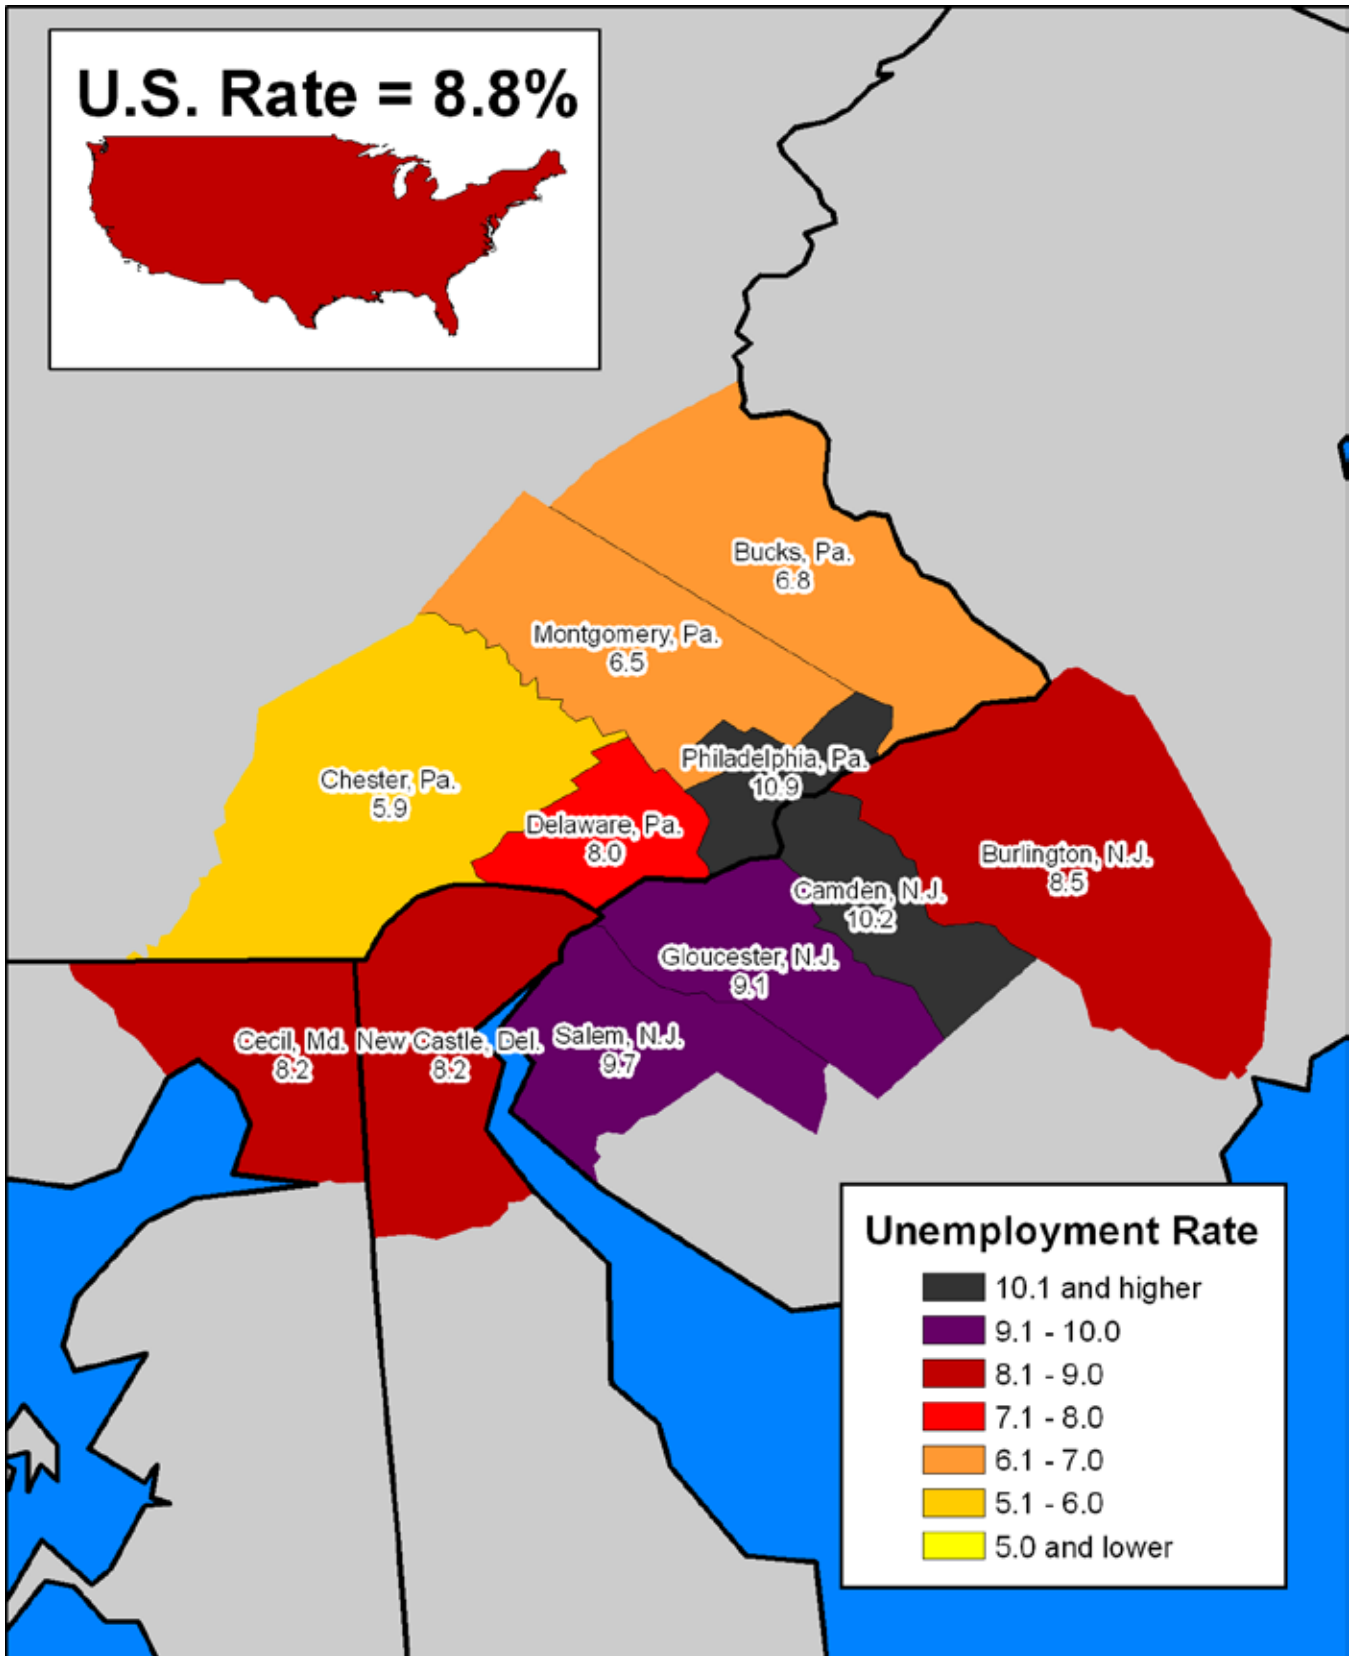 U.S. Rate = 8.8%
Bucks, Pa.
6.8
Montgomery, Pa.
6.5
Philadelphia, Pa.
10.9
Chester, Pa.
5.9
Delaware, Pa.
8.0
Burlington, N.J.
8.5
Camden, N.J.
10.2
Gloucester, N.J.
9.1
Cecil, Md.
8.2
New Castle, Del.
8.2
Salem, N.J.
9.7
Unemployment Rate
10.1 and higher
9.1 - 10.0
8.1 - 9.0
7.1 - 8.0
6.1 - 7.0
5.1 - 6.0
5.0 and lower